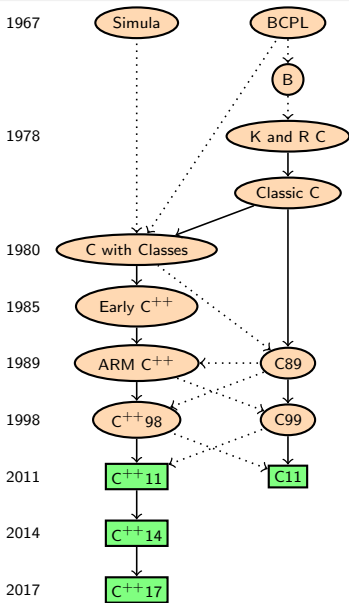 1967 Simula BCPL
B
1978 K and R C
Classic C
1980 C with Classes
1985 Early C++
1989 ARM C++ C89
1998 C++98 C99
2011 C++11 C11
2014 C++14
2017 C++17